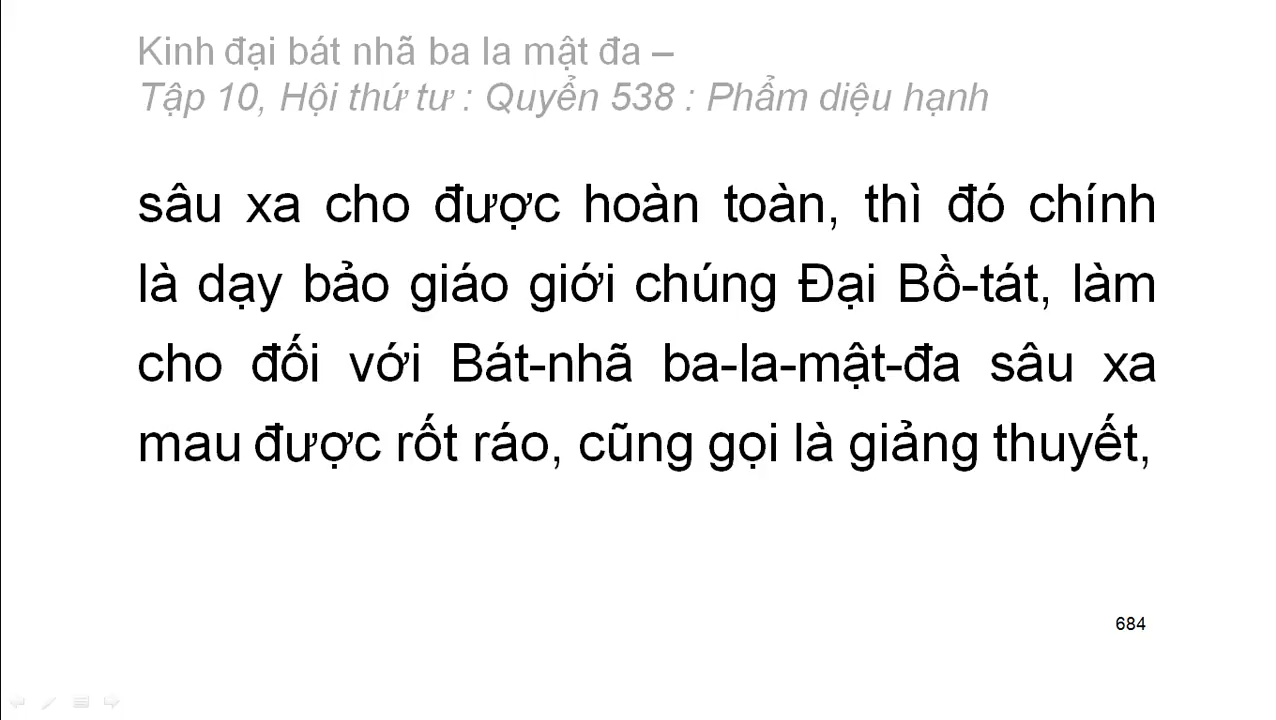 Kinh đại bát nhã ba la mật đa –
Tập 10, Hội thứ tư : Quyển 538 : Phẩm diệu hạnh
sâu xa cho được hoàn toàn, thì đó chính
là dạy bảo giáo giới chúng Đại Bồ-tát, làm
cho đối với Bát-nhã ba-la-mật-đa sâu xa
mau được rốt ráo, cũng gọi là giảng thuyết,
684